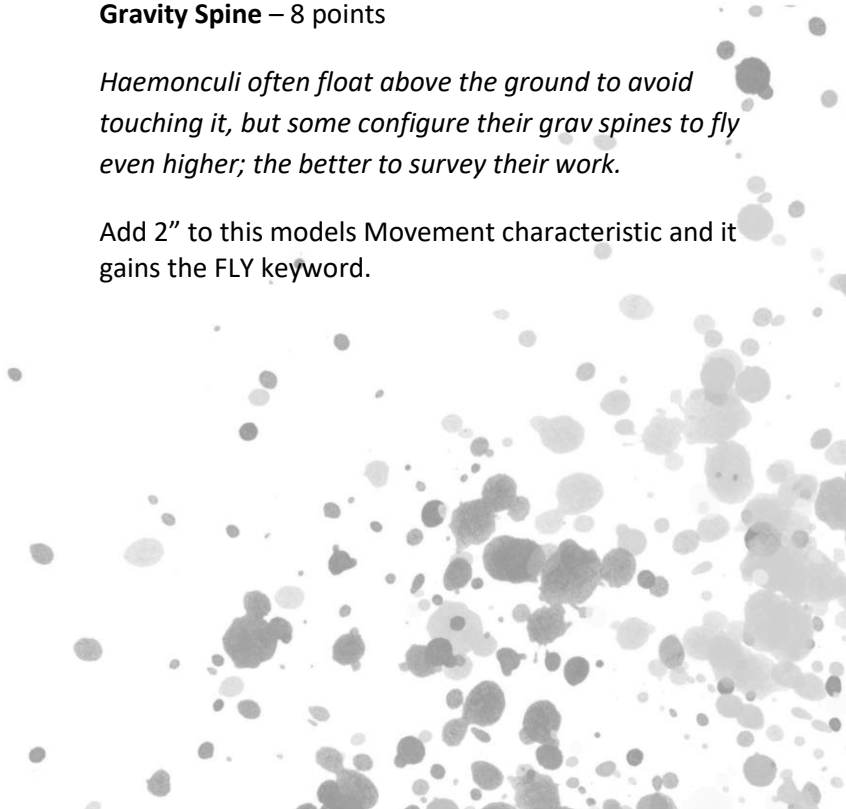 Gravity Spine – 8 points
Haemonculi often float above the ground to avoid
touching it, but some configure their grav spines to fly
even higher; the better to survey their work.
Add 2” to this models Movement characteristic and it
gains the FLY keyword.